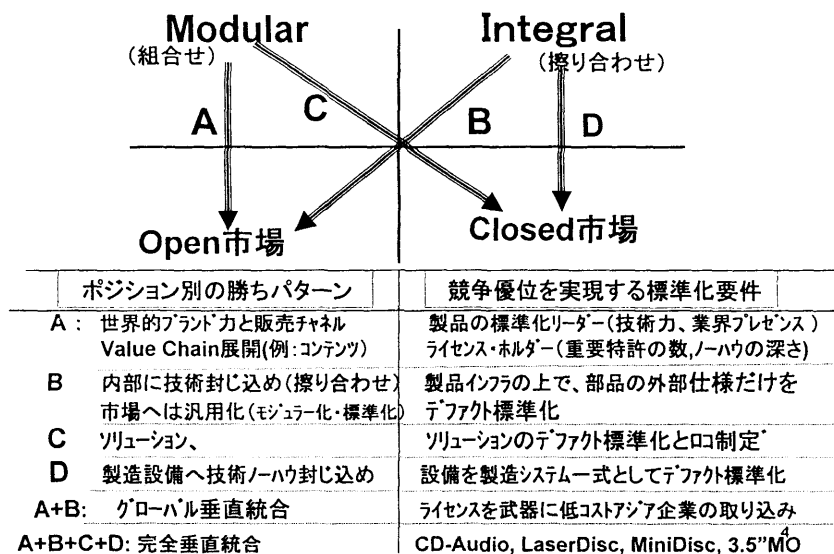 Modular Integral
(組合せ) (擦り合わせ)
A C B D
Open市場 Closed市場
ポジション別の勝ちパターン 競争優位を実現する標準化要件
A： 世界的ブランド力と販売チャネル 製品の標準化リーダー(技術力、業界プレゼンス)
Value Chain展開(例：コンテンツ) ライセンス・ホルダー(重要特許の数,ノーハウの深さ)
B 内部に技術封じ込め(擦り合わせ) 製品インフラの上で、部品の外部仕様だけを
市場へは汎用化(モジュラー化・標準化) デファクト標準化
C ソリューション、 ソリューションのデファクト標準化とロコ制定
D 製造設備へ技術ノーハウ封じ込め 設備を製造システム一式としてデファクト標準化
A+B: グローバル垂直統合 ライセンスを武器に低コストアジア企業の取り込み
A+B+C+D: 完全垂直統合 CD-Audio, LaserDisc, MiniDisc, 3.5”MO
4